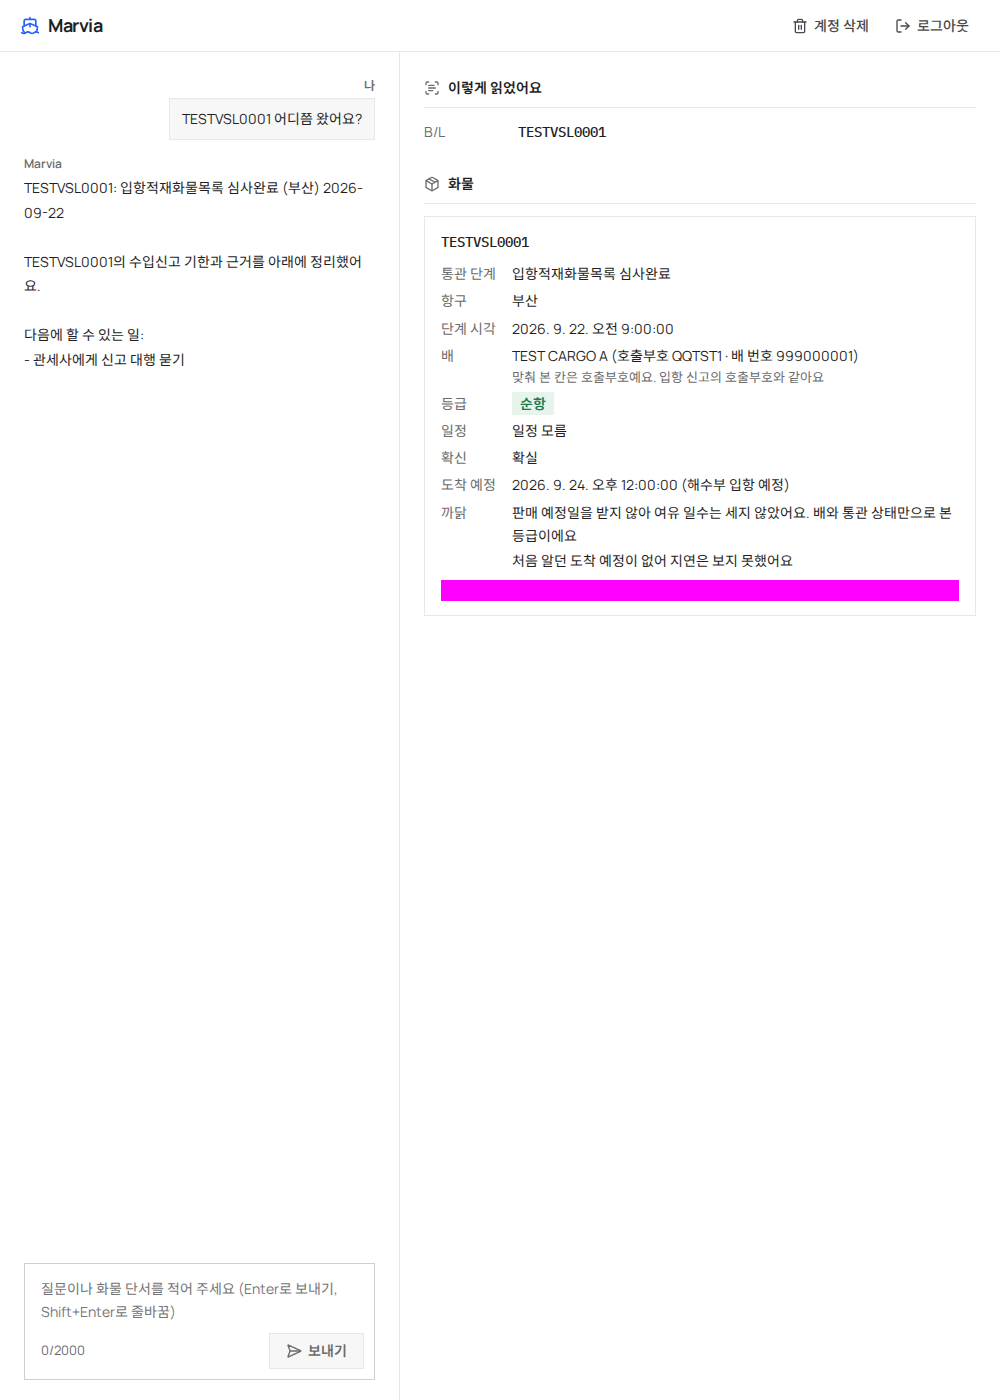 Marvia
계정 삭제
로그아웃
나
TESTVSL0001 어디쯤 왔어요?
Marvia
TESTVSL0001: 입항적재화물목록 심사완료 (부산) 2026-
09-22
TESTVSL0001의 수입신고 기한과 근거를 아래에 정리했어
요.
다음에 할 수 있는 일:
- 관세사에게 신고 대행 묻기
질문이나 화물 단서를 적어 주세요 (Enter로 보내기,
Shift+Enter로 줄바꿈)
0/2000
보내기
이렇게 읽었어요
B/L TESTVSL0001
화물
TESTVSL0001
통관 단계 입항적재화물목록 심사완료
항구 부산
단계 시각 2026. 9. 22. 오전 9:00:00
배 TEST CARGO A (호출부호 QQTST1 · 배 번호 999000001)
맞춰 본 칸은 호출부호예요. 입항 신고의 호출부호와 같아요
등급 순항
일정 일정 모름
확신 확실
도착 예정 2026. 9. 24. 오후 12:00:00 (해수부 입항 예정)
까닭 판매 예정일을 받지 않아 여유 일수는 세지 않았어요. 배와 통관 상태만으로 본
등급이에요
처음 알던 도착 예정이 없어 지연은 보지 못했어요